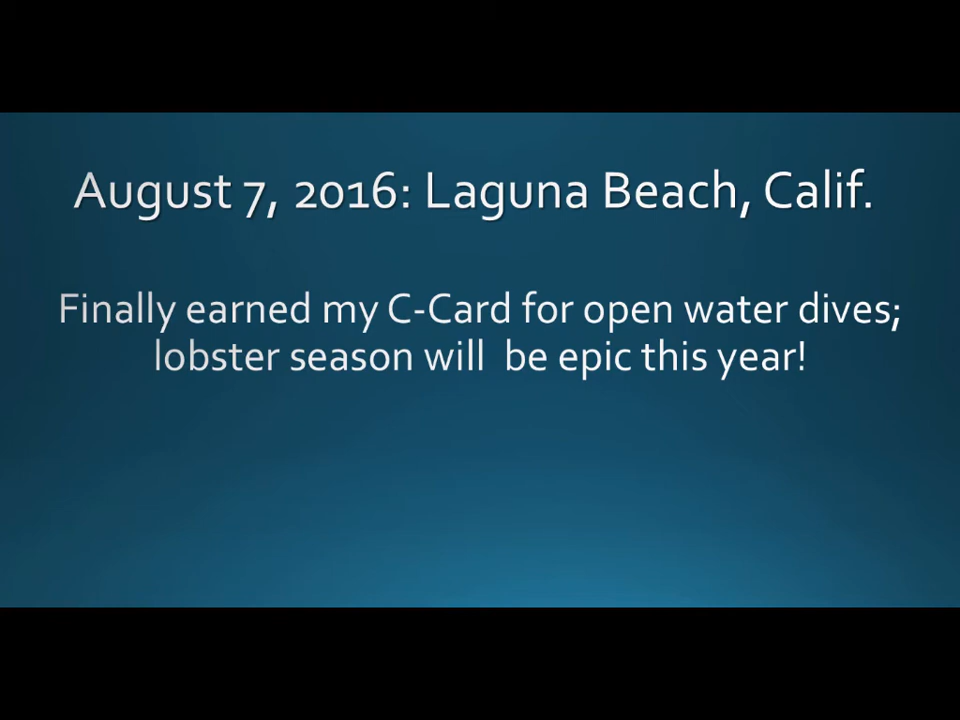 August 7, 2016: Laguna Beach, Calif.
Finally earned my C-Card for open water dives;
lobster season will  be epic this year!